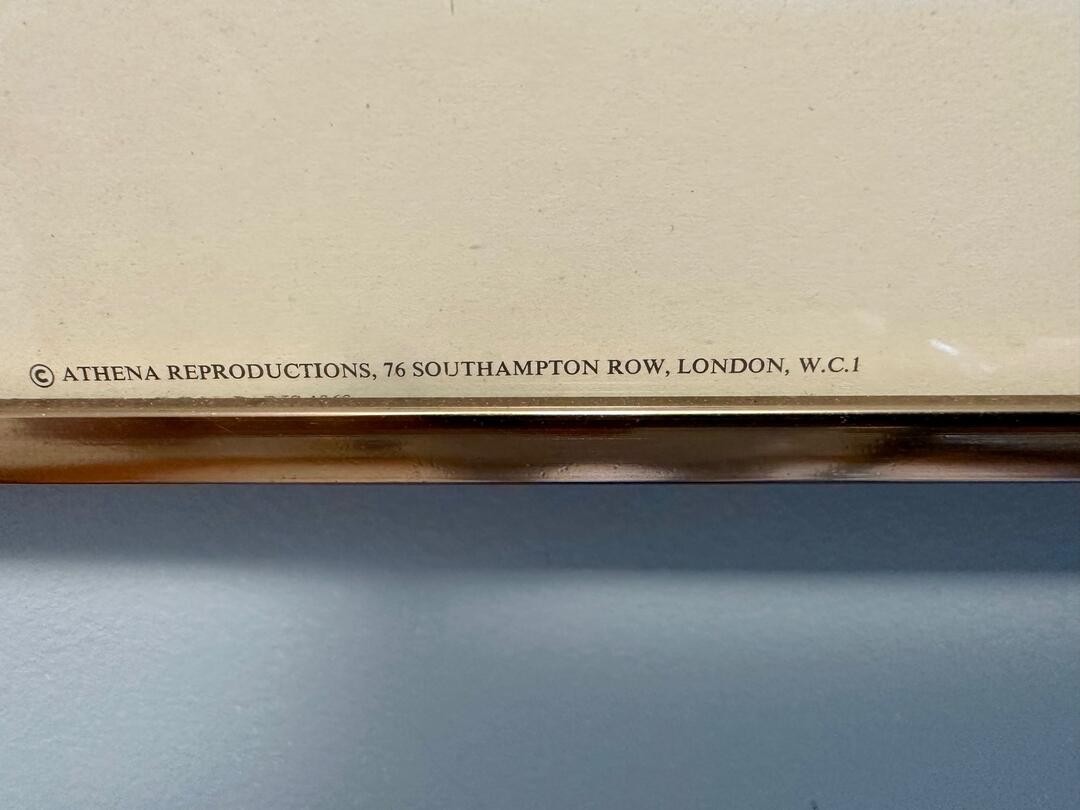 © ATHENA REPRODUCTIONS, 76 SOUTHAMPTON ROW, LONDON, W.C.1